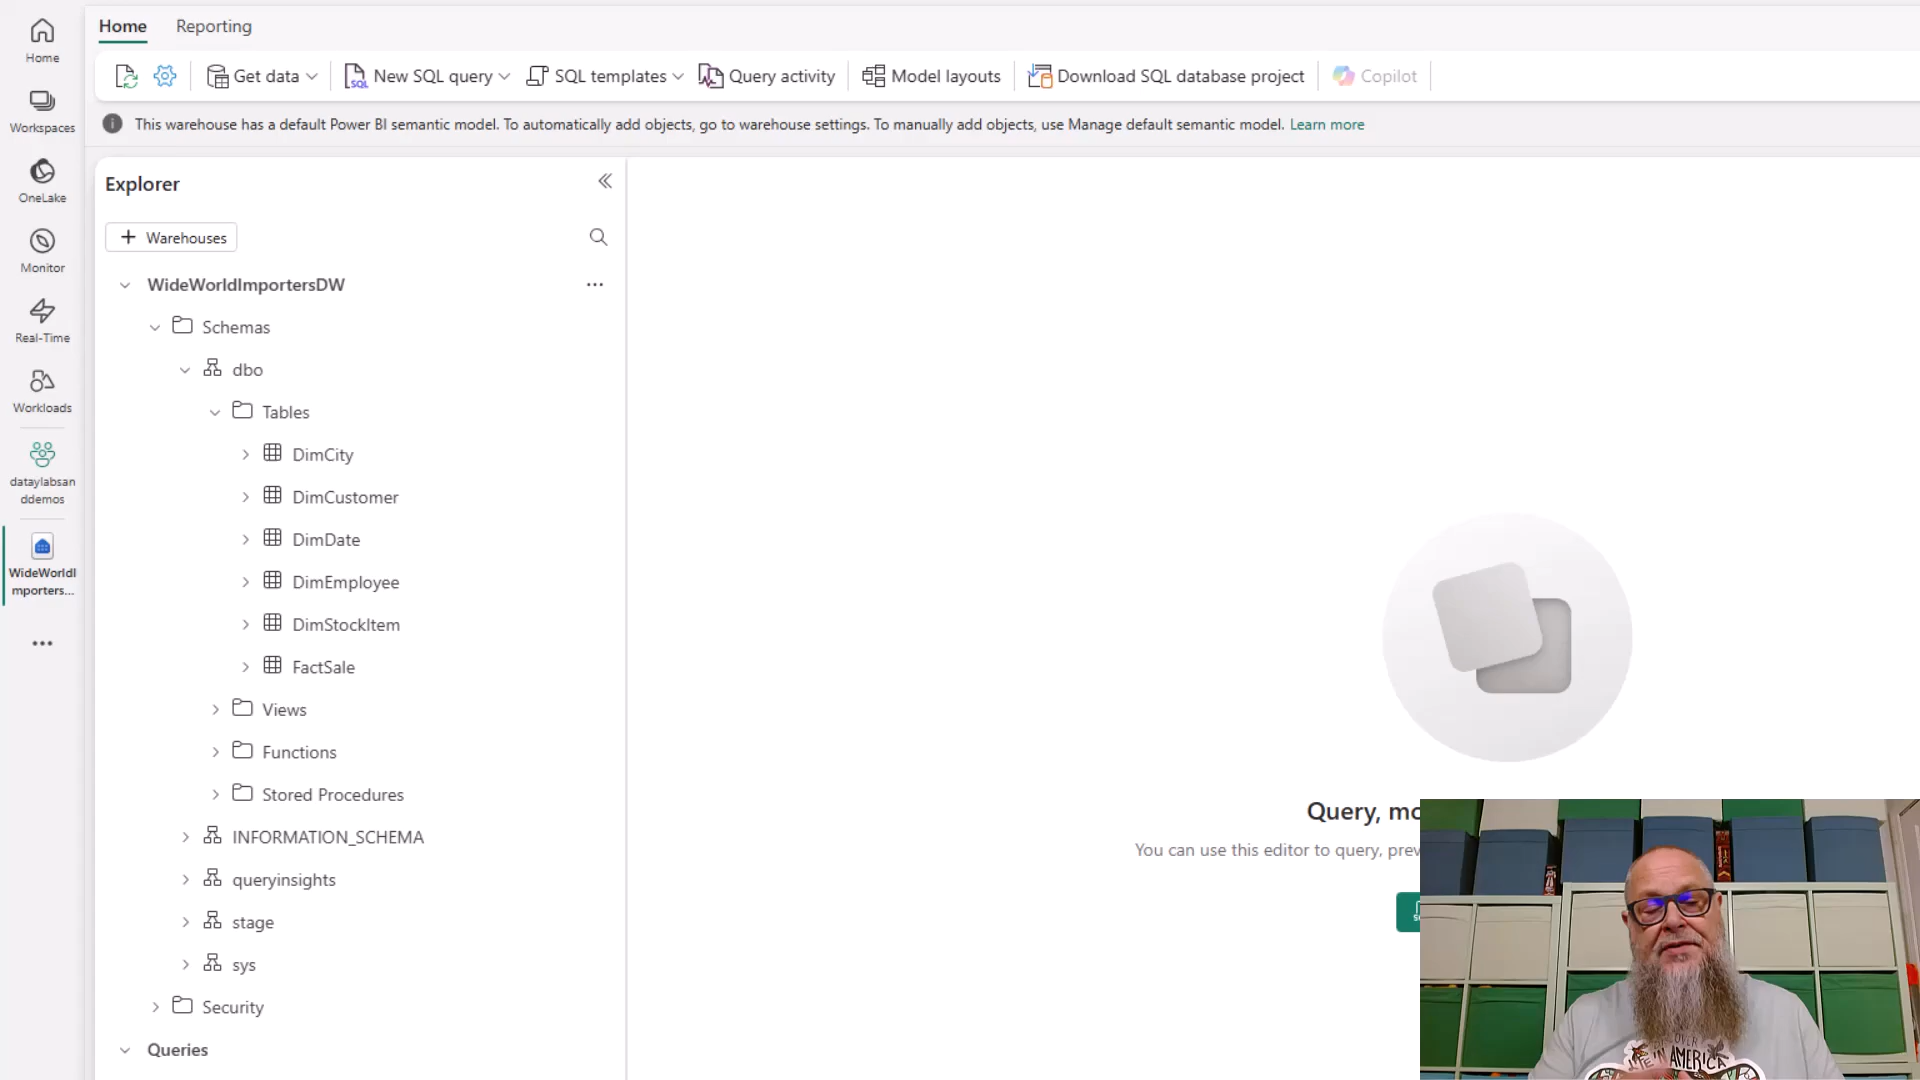 Home
Workspaces
OneLake
Monitor
Real-Time
Workloads
dataylabsan
ddemos
WideWorldI
mporters...
Home Reporting
Get data New SQL query SQL templates Query activity Model layouts Download SQL database project Copilot
This warehouse has a default Power BI semantic model. To automatically add objects, go to warehouse settings. To manually add objects, use Manage default semantic model. Learn more
Explorer
+ Warehouses
WideWorldImportersDW
Schemas
dbo
Tables
DimCity
DimCustomer
DimDate
DimEmployee
DimStockItem
FactSale
Views
Functions
Stored Procedures
INFORMATION_SCHEMA
queryinsights
stage
sys
Security
Queries
Query, mo
You can use this editor to query, prev
IN AMERICA